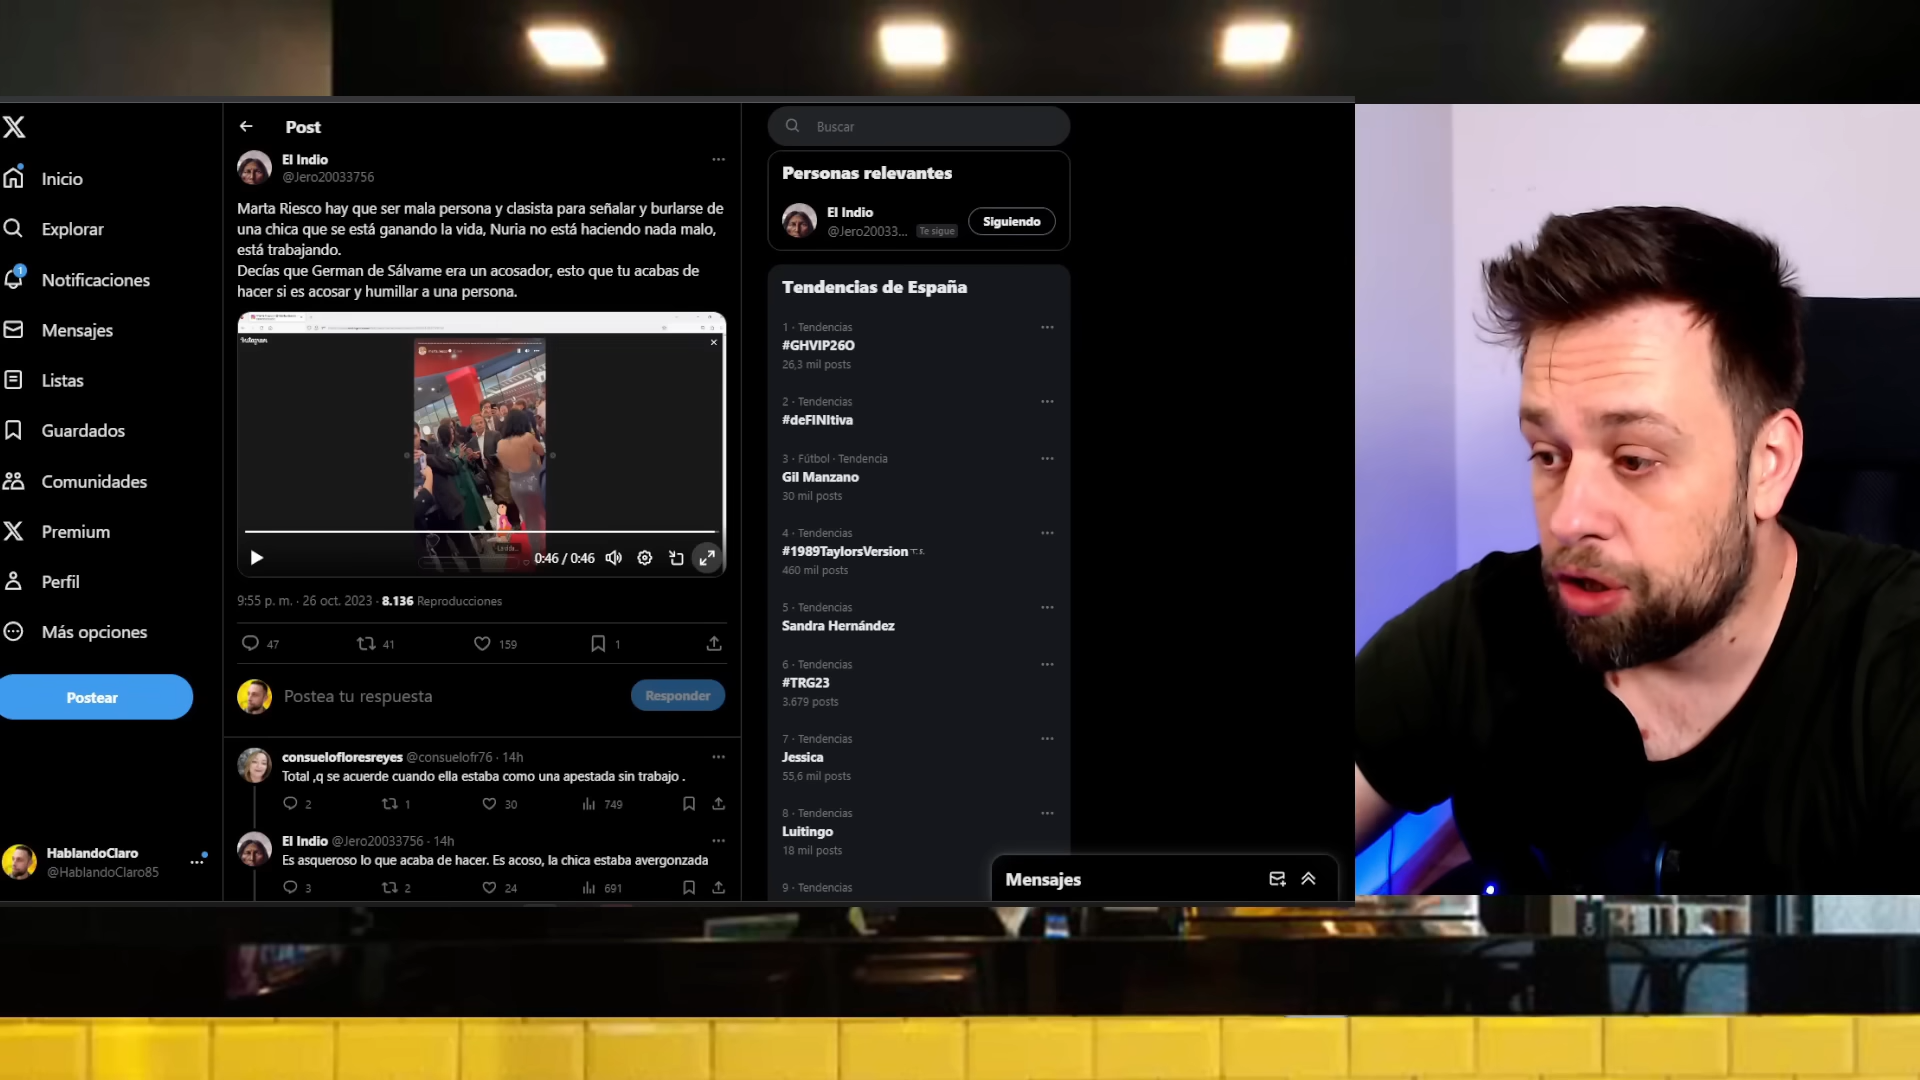 Inicio
Explorar
1
Notificaciones
Mensajes
Listas
Guardados
Comunidades
Premium
Perfil
Más opciones
Postear
HablandoClaro
@HablandoClaro85
Post
El Indio
@Jero20033756
Marta Riesco hay que ser mala persona y clasista para señalar y burlarse de
una chica que se está ganando la vida, Nuria no está haciendo nada malo,
está trabajando.
Decías que German de Sálvame era un acosador, esto que tu acabas de
hacer si es acosar y humillar a una persona.
Instagram
0:46 / 0:46
9:55 p. m. · 26 oct. 2023 · 8.136 Reproducciones
47
41
159
1
Postea tu respuesta
Responder
consuelofloresreyes @consuelofr76 · 14h
Total ,q se acuerde cuando ella estaba como una apestada sin trabajo .
2
1
30
749
El Indio @Jero20033756 · 14h
Es asqueroso lo que acaba de hacer. Es acoso, la chica estaba avergonzada
3
2
24
691
Buscar
Personas relevantes
El Indio
@Jero20033... Te sigue
Siguiendo
Tendencias de España
1 · Tendencias
#GHVIP26O
26,3 mil posts
2 · Tendencias
#deFINItiva
3 · Fútbol · Tendencia
Gil Manzano
30 mil posts
4 · Tendencias
#1989TaylorsVersion
460 mil posts
5 · Tendencias
Sandra Hernández
6 · Tendencias
#TRG23
3.679 posts
7 · Tendencias
Jessica
55,6 mil posts
8 · Tendencias
Luitingo
18 mil posts
9 · Tendencias
Mensajes